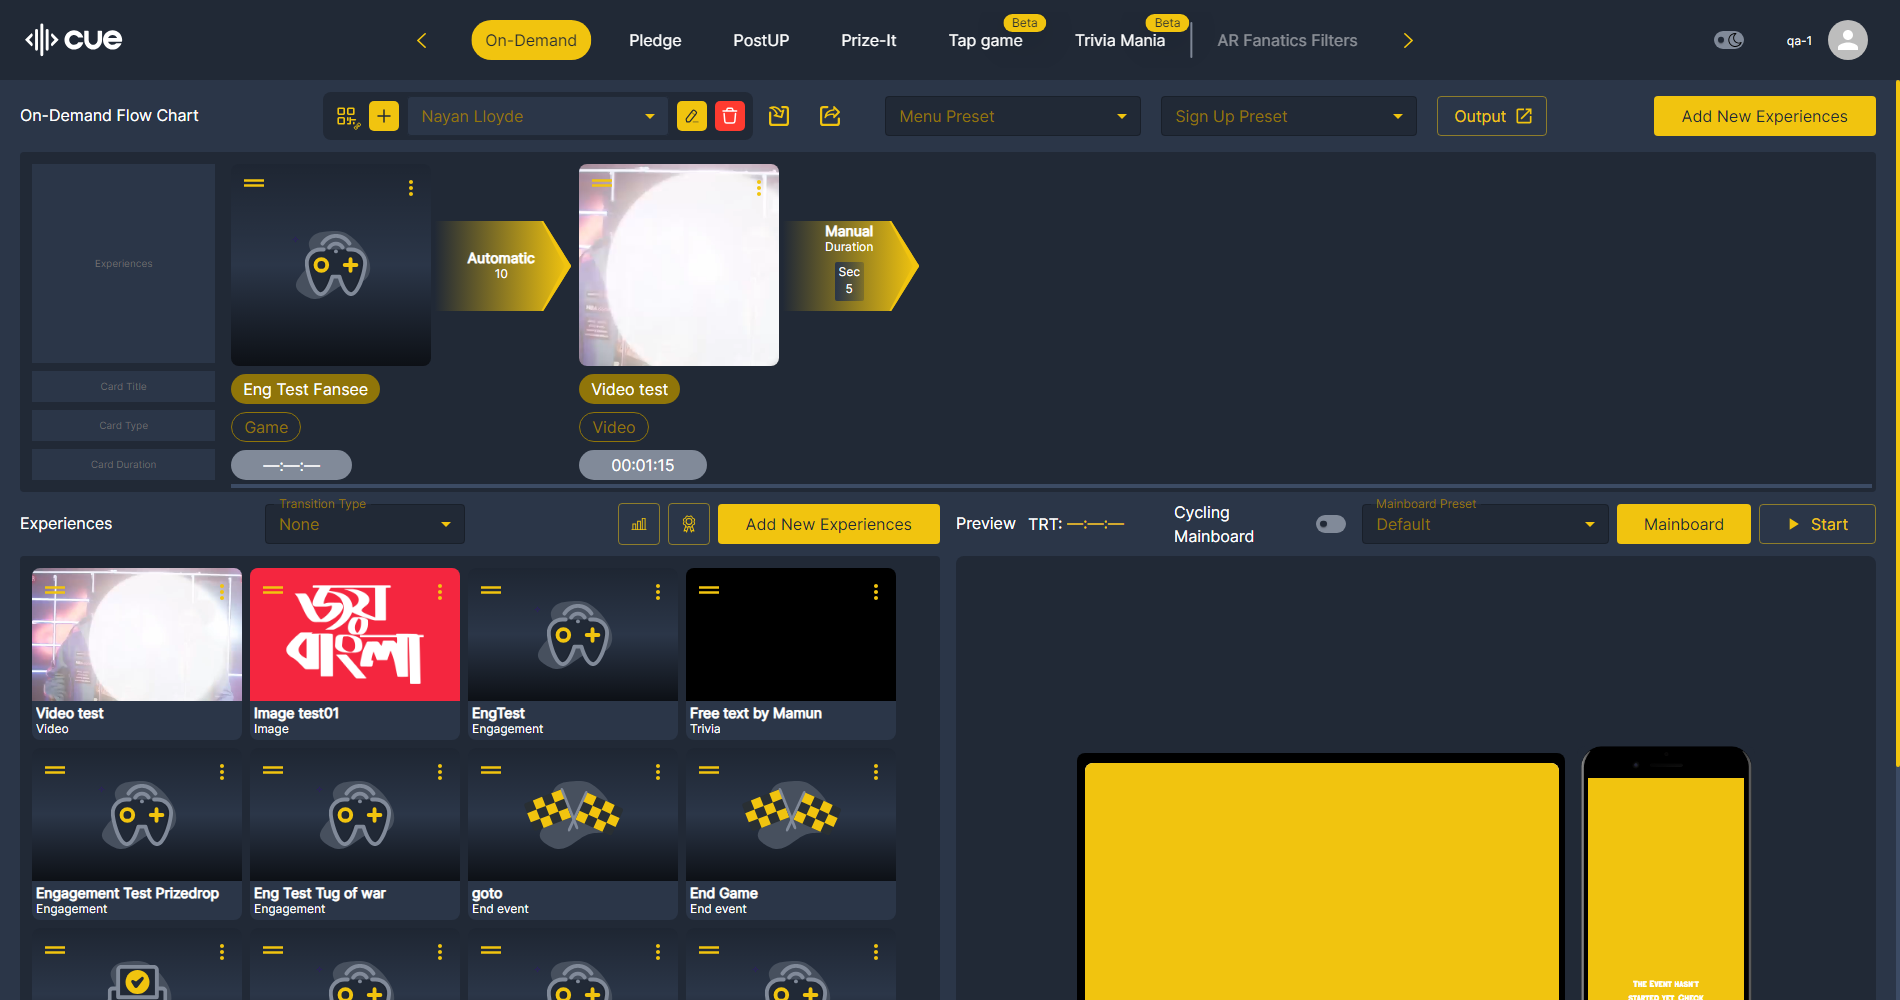 cue
On-Demand
Pledge
PostUP
Prize-It
Beta
Tap game
Beta
Trivia Mania
AR Fanatics Filters
qa-1
On-Demand Flow Chart
Nayan Lloyde
Menu Preset
Sign Up Preset
Output
Add New Experiences
Experiences
Automatic
10
Manual
Duration
Sec
5
Card Title
Eng Test Fansee
Video test
Card Type
Game
Video
Card Duration
—:—:—
00:01:15
Experiences
Transition Type
None
Add New Experiences
Preview
TRT: —:—:—
Cycling
Mainboard
Mainboard Preset
Default
Mainboard
Start
জয়
বাংলা
Video test
Video
Image test01
Image
EngTest
Engagement
Free text by Mamun
Trivia
Engagement Test Prizedrop
Engagement
Eng Test Tug of war
Engagement
goto
End event
End Game
End event
The Event hasn't
started yet. Check